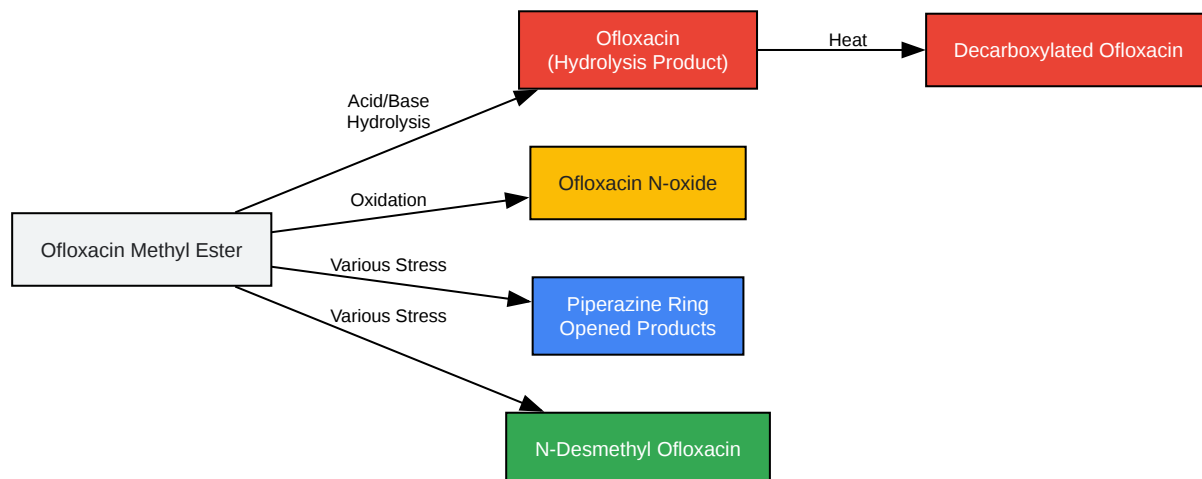 Ofloxacin
(Hydrolysis Product)
Heat
Decarboxylated Ofloxacin
Acid/Base
Hydrolysis
Ofloxacin N-oxide
Oxidation
Ofloxacin Methyl Ester
Various Stress
Piperazine Ring
Opened Products
Various Stress
N-Desmethyl Ofloxacin